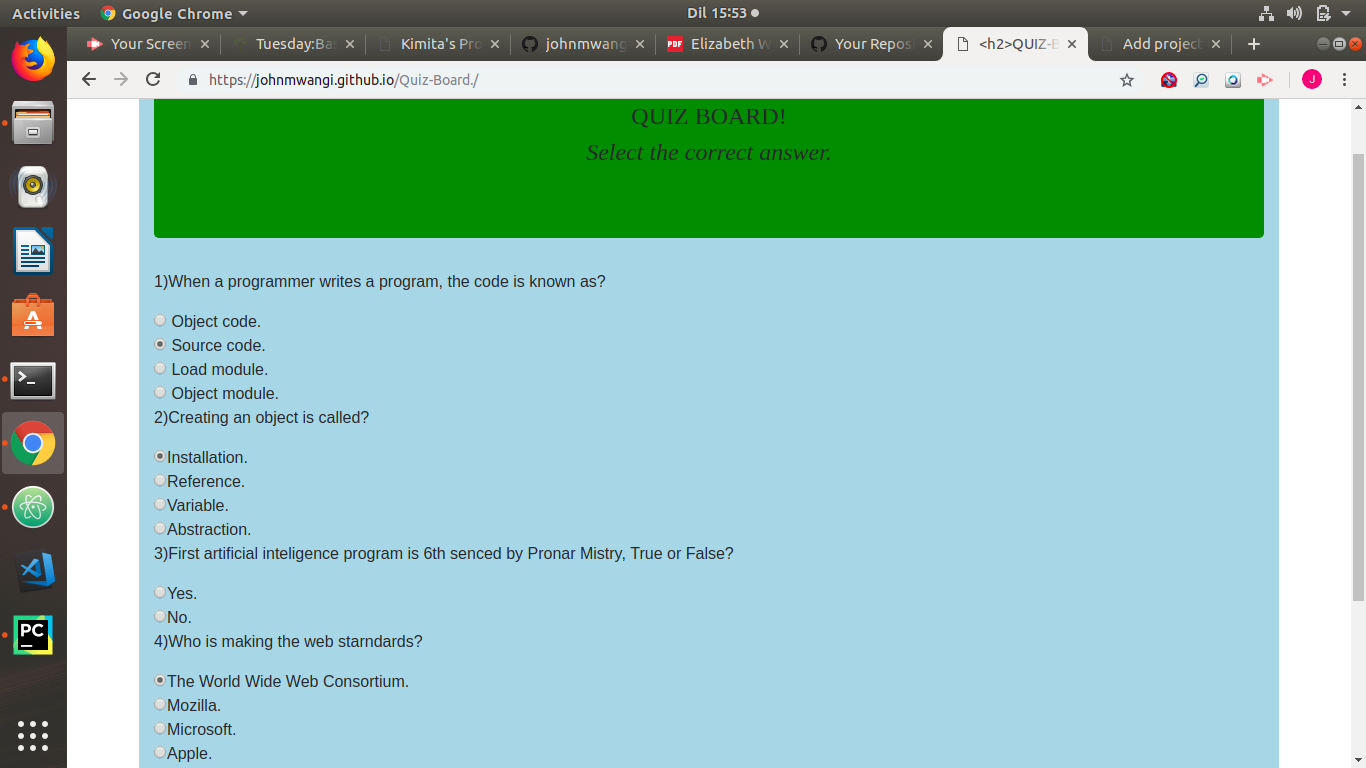 Activities
Google Chrome
Dil 15:53
Your Screen
Tuesday:Ba
Kimita's Pro
johnmwang
PDF
Elizabeth W
Your Repos
<h2>QUIZ-B
Add project
https://johnmwangi.github.io/Quiz-Board./
J
QUIZ BOARD!
Select the correct answer.
1)When a programmer writes a program, the code is known as?
Object code.
Source code.
Load module.
Object module.
2)Creating an object is called?
Installation.
Reference.
Variable.
Abstraction.
3)First artificial inteligence program is 6th senced by Pronar Mistry, True or False?
Yes.
No.
4)Who is making the web starndards?
The World Wide Web Consortium.
Mozilla.
Microsoft.
Apple.
PC